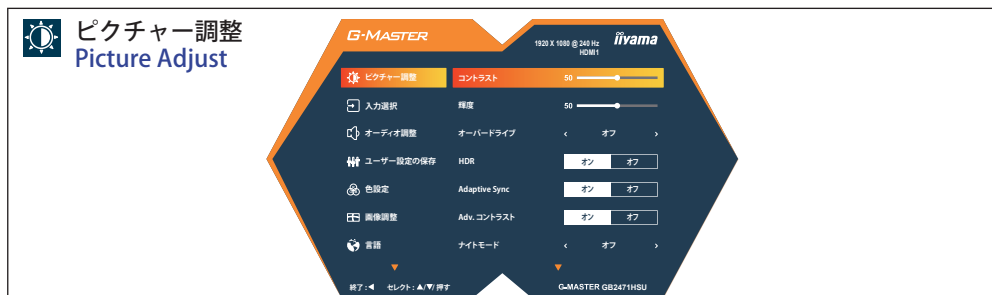 ピクチャー調整
Picture Adjust
G-MASTER
1920 X 1080 @ 240 Hz
HDMI1
iiyama
ピクチャー調整 コントラスト 50
入力選択 輝度 50
オーディオ調整 オーバードライブ ‹ オフ ›
ユーザー設定の保存 HDR オン オフ
色設定 Adaptive Sync オン オフ
画像調整 Adv. コントラスト オン オフ
言語 ナイトモード ‹ オフ ›
▼ ▼
終了 : ◀ セレクト : ▲/▼/ 押す G-MASTER GB2471HSU